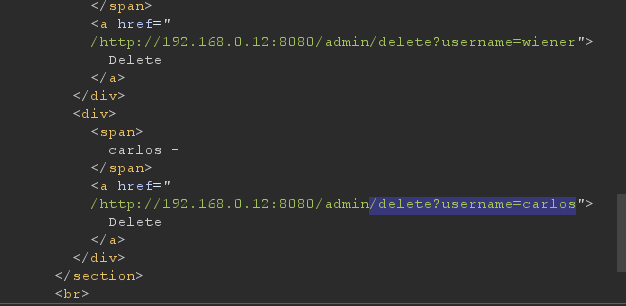 </span>
<a href="
/http://192.168.0.12:8080/admin/delete?username=wiener">
Delete
</a>
</div>
<div>
<span>
carlos -
</span>
<a href="
/http://192.168.0.12:8080/admin/delete?username=carlos">
Delete
</a>
</div>
</section>
<br>